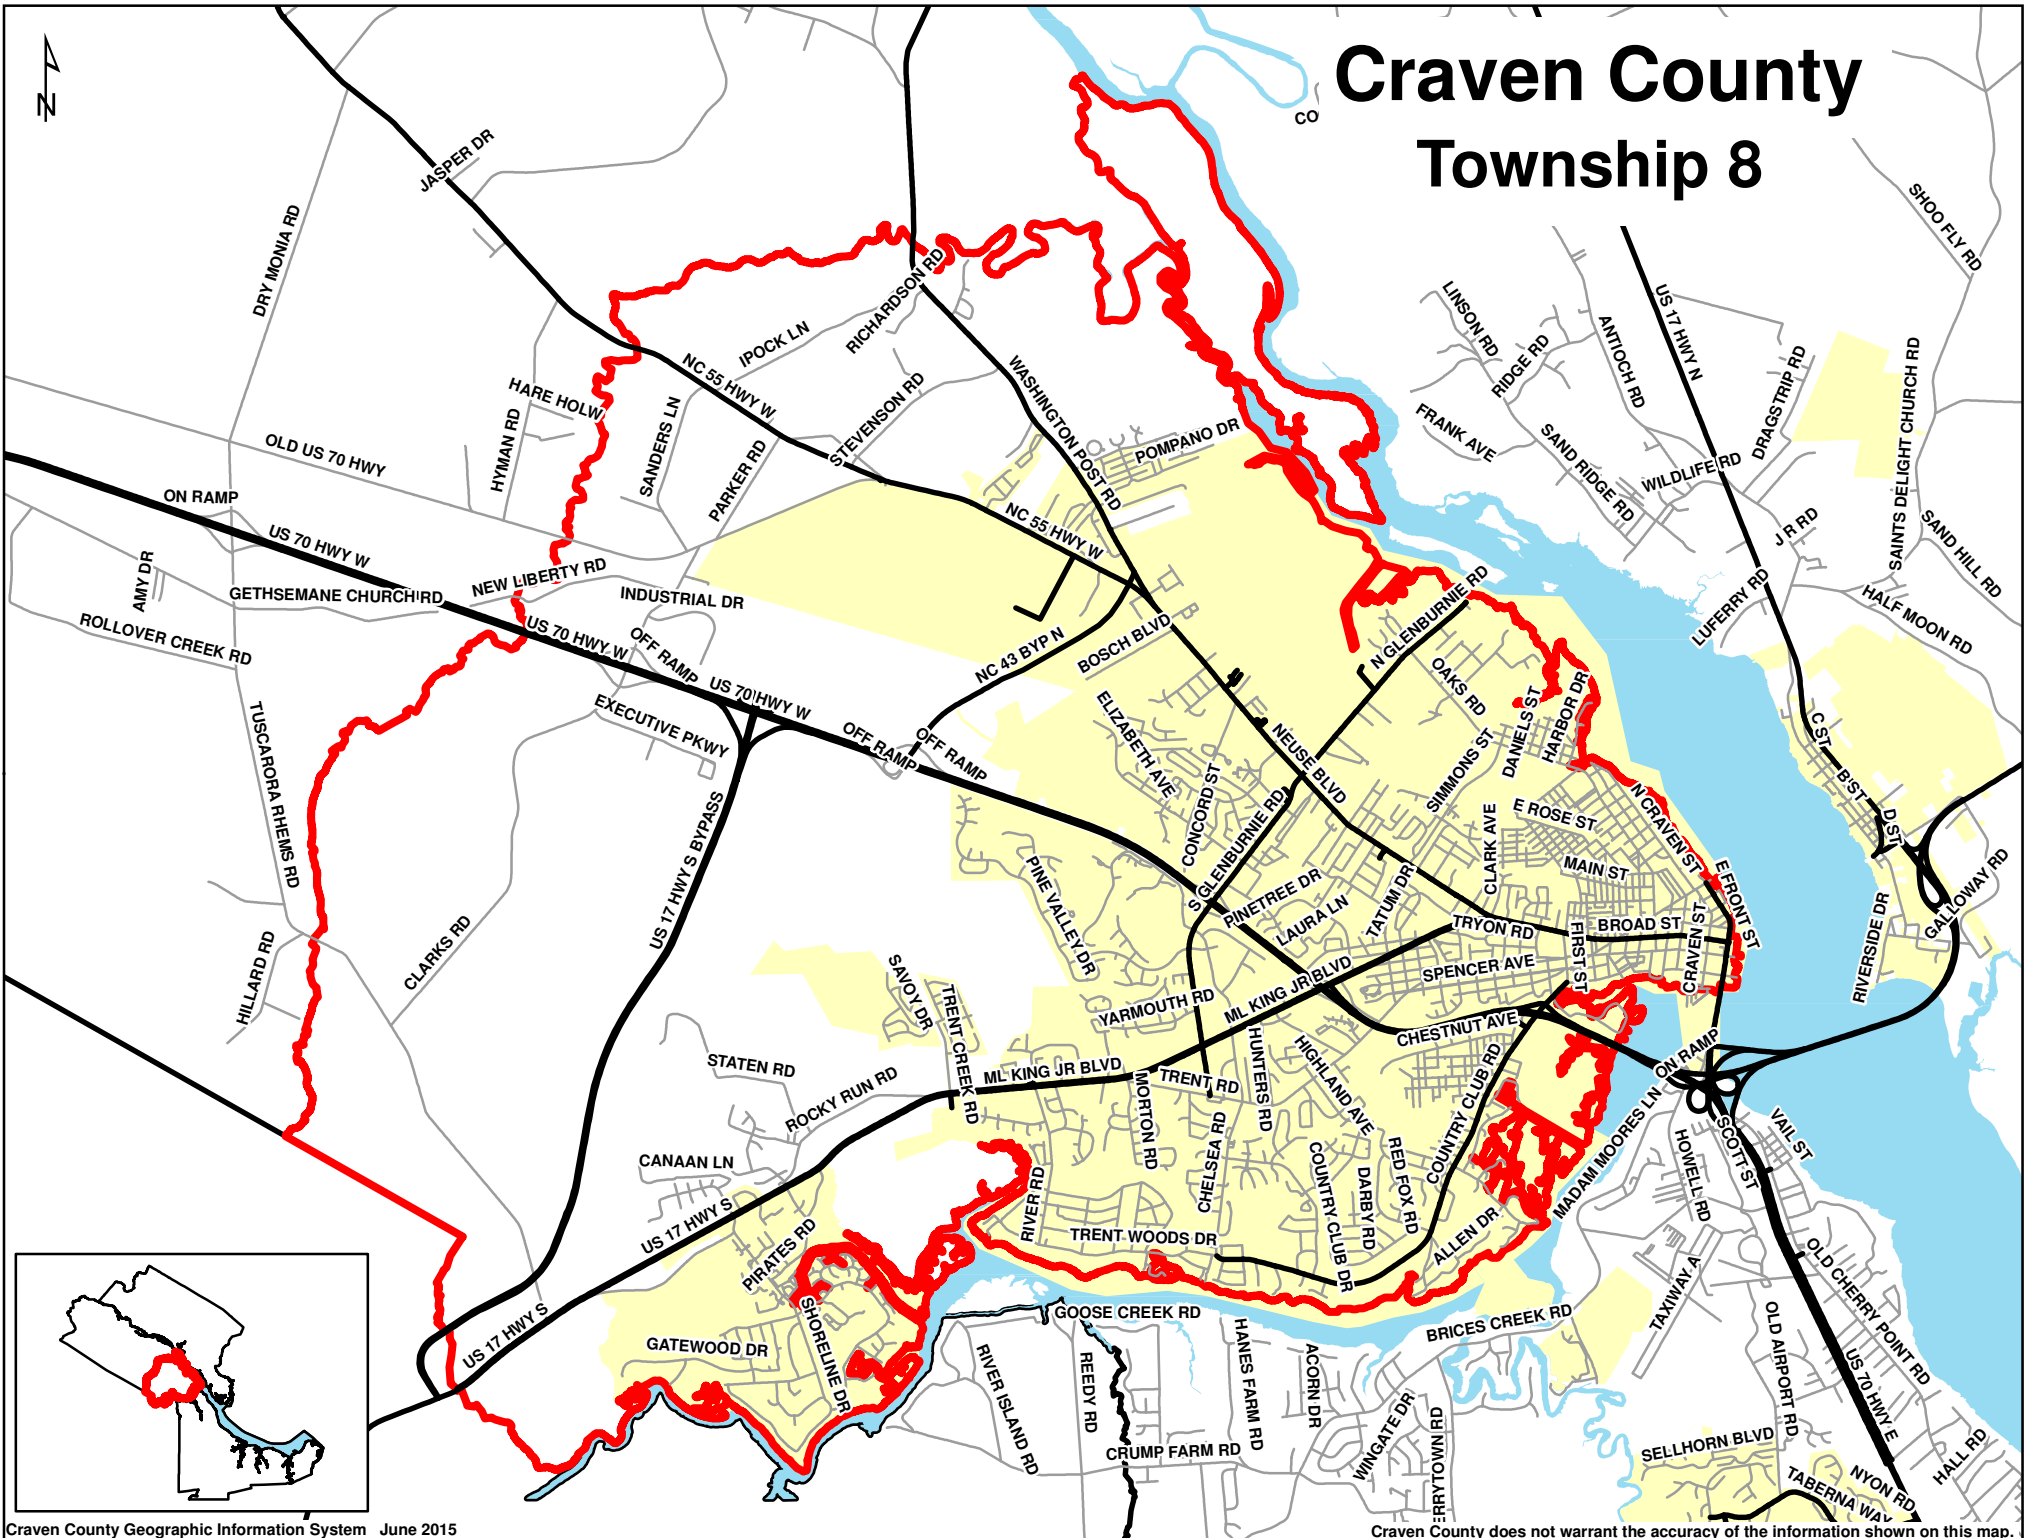 Craven County
Township 8
N
CO
JASPER DR
DRY MONIA RD
SHOO FLY RD
RICHARDSON RD
IPOCK LN
LINSON RD
RIDGE RD
ANTIOCH RD
US 17 HWY N
DRAGSTRIP RD
SAINTS DELIGHT CHURCH RD
NC 55 HWY W
WASHINGTON POST RD
HARE HOLW
HYMAN RD
SANDERS LN
PARKER RD
STEVENSON RD
POMPANO DR
FRANK AVE
SAND RIDGE RD
WILDLIFE RD
OLD US 70 HWY
ON RAMP
US 70 HWY W
NC 55 HWY W
J R RD
SAND HILL RD
AMY DR
GETHSEMANE CHURCH RD
NEW LIBERTY RD
INDUSTRIAL DR
LUFERRY RD
HALF MOON RD
ROLLOVER CREEK RD
US 70 HWY W
OFF RAMP
US 70 HWY W
NC 43 BYP N
BOSCH BLVD
N GLENBURNIE RD
OAKS RD
DANIELS ST
HARBOR DR
TUSCARORA RHEMS RD
EXECUTIVE PKWY
OFF RAMP
OFF RAMP
ELIZABETH AVE
NEUSE BLVD
SIMMONS ST
C ST
B ST
D ST
US 17 HWY S BYPASS
CONCORD ST
S GLENBURNIE RD
CLARK AVE
E ROSE ST
N CRAVEN ST
MAIN ST
E FRONT ST
PINE VALLEY DR
PINETREE DR
LAURA LN
TATUM DR
TRYON RD
BROAD ST
FIRST ST
CRAVEN ST
RIVERSIDE DR
GALLOWAY RD
HILLARD RD
CLARKS RD
SAVOY DR
TRENT CREEK RD
YARMOUTH RD
ML KING JR BLVD
SPENCER AVE
CHESTNUT AVE
STATEN RD
ROCKY RUN RD
ML KING JR BLVD
TRENT RD
MORTON RD
HUNTERS RD
HIGHLAND AVE
COUNTRY CLUB RD
ON RAMP
MADAM MOORES LN
CANAAN LN
CHELSEA RD
COUNTRY CLUB DR
DARBY RD
RED FOX RD
HOWELL RD
SCOTT ST
VAIL ST
US 17 HWY S
PIRATES RD
RIVER RD
TRENT WOODS DR
ALLEN DR
TAXIWAY A
OLD CHERRY POINT RD
US 17 HWY S
GATEWOOD DR
SHORELINE DR
GOOSE CREEK RD
BRICES CREEK RD
RIVER ISLAND RD
REEDY RD
HANES FARM RD
ACORN DR
WINGATE DR
ERRYTOWN RD
OLD AIRPORT RD
US 70 HWY E
CRUMP FARM RD
SELLHORN BLVD
TABERNA WAY
NYON RD
HALL RD
Craven County Geographic Information System June 2015
Craven County does not warrant the accuracy of the information shown on this map.